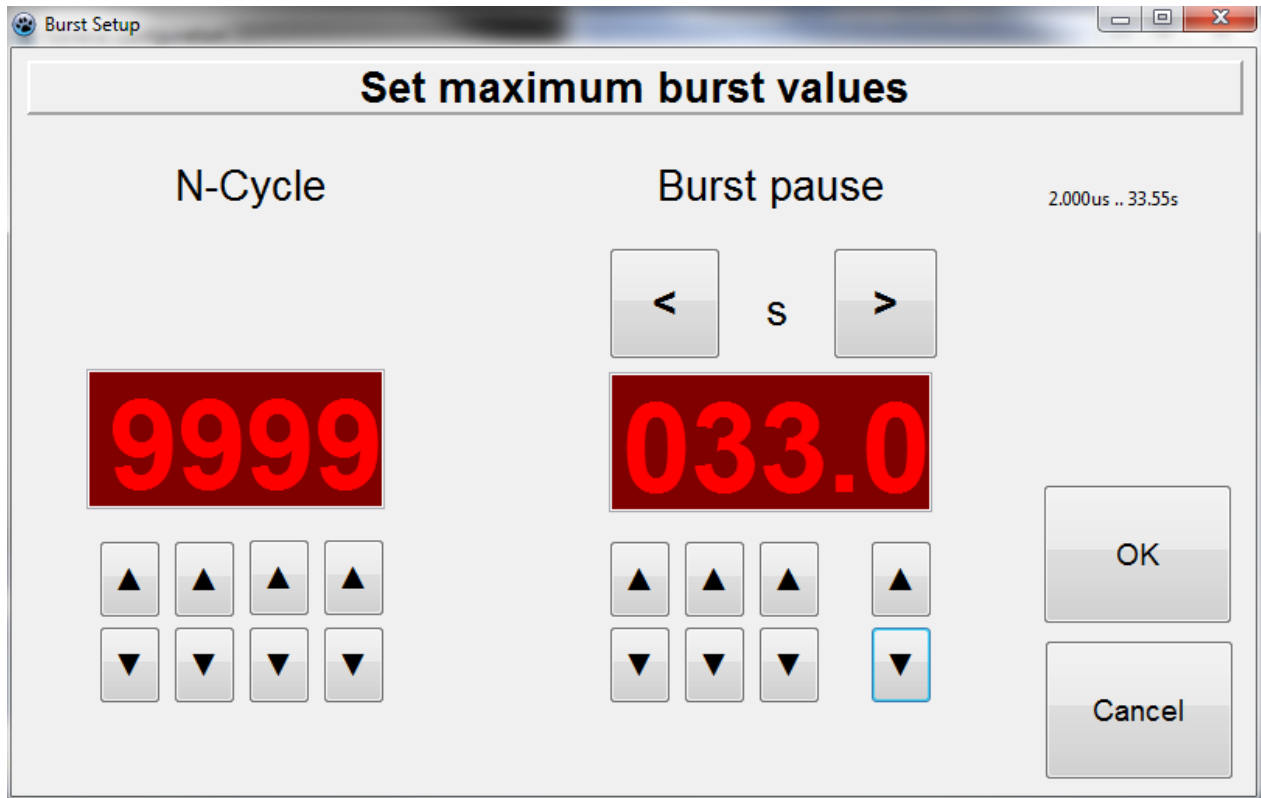 Burst Setup
Set maximum burst values
N-Cycle
Burst pause
2.000us .. 33.55s
< s >
9999
033.0
▲ ▲ ▲ ▲ ▲ ▲ ▲ ▲
▼ ▼ ▼ ▼ ▼ ▼ ▼ ▼
OK
Cancel